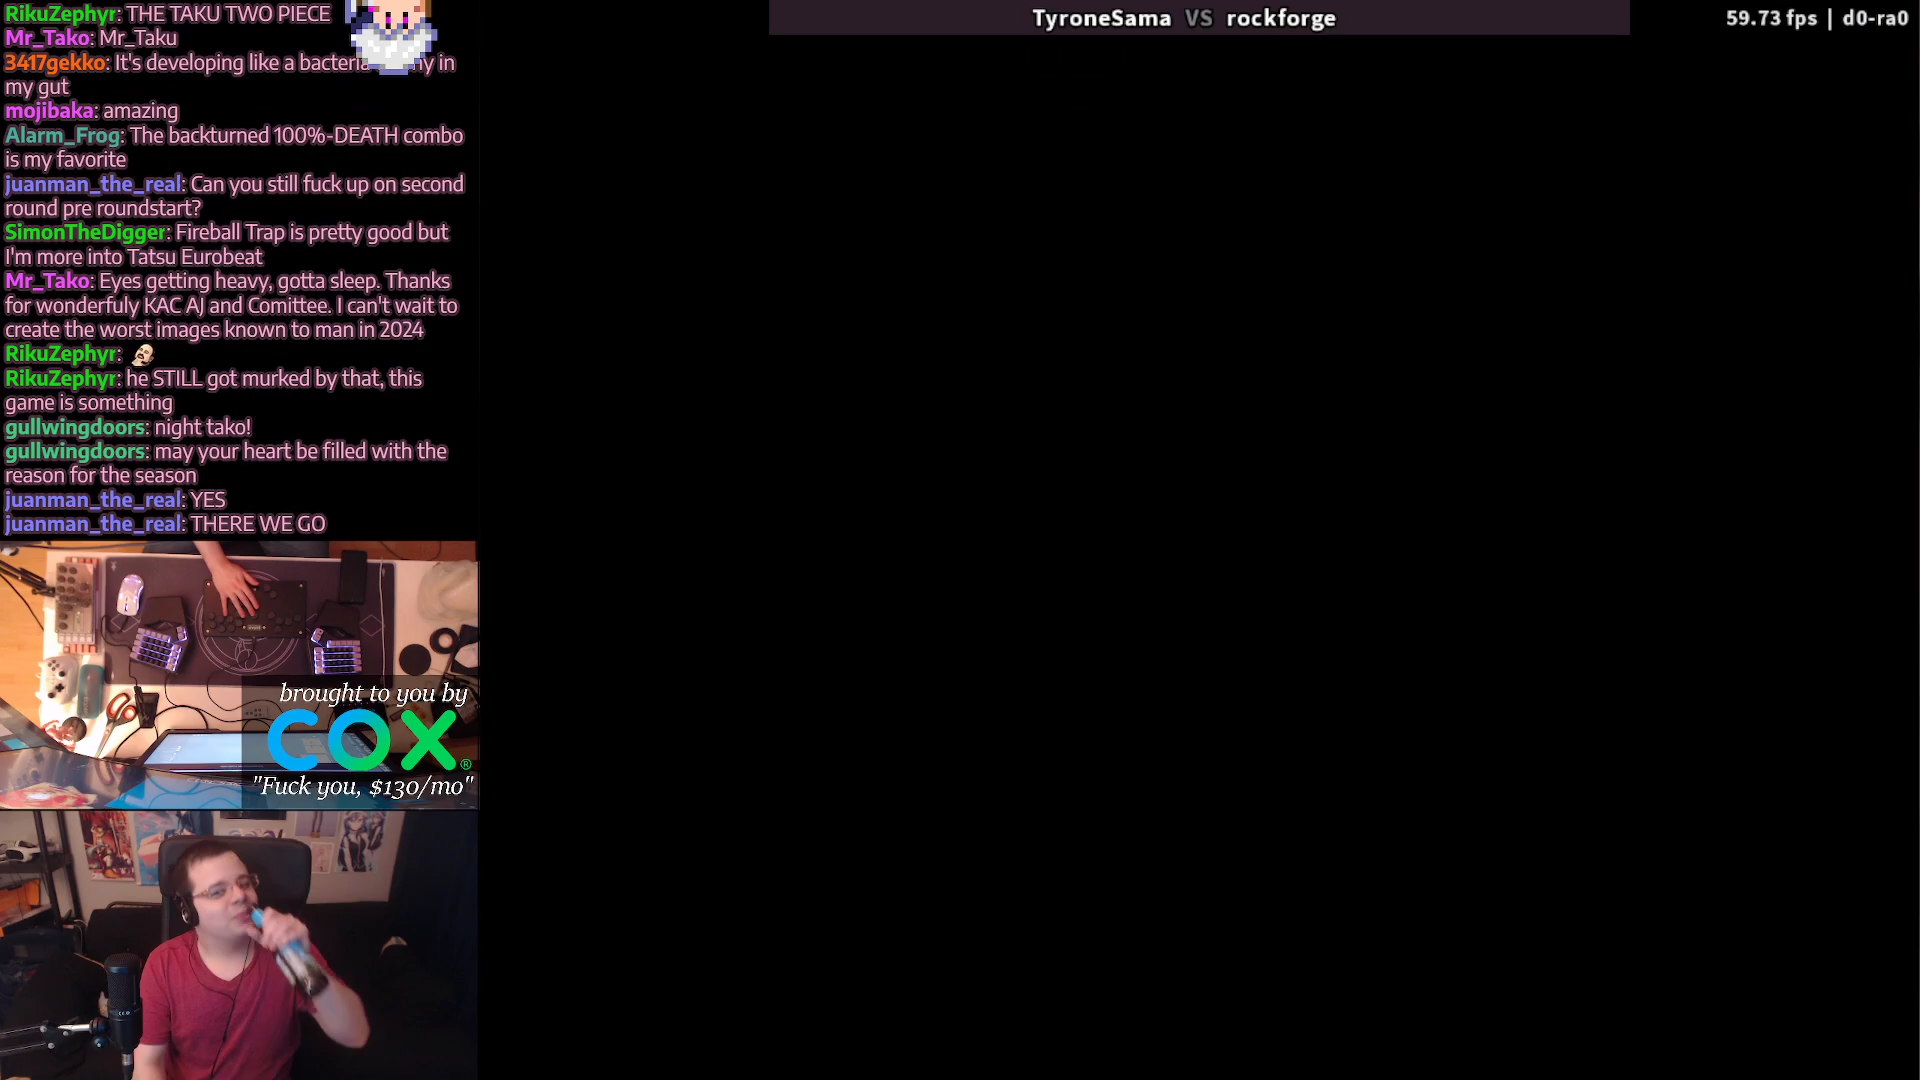 RikuZephyr: THE TAKU TWO PIECE
Mr_Tako: Mr_Taku
3417gekko: It's developing like a bacteria y in
my gut
mojibaka: amazing
Alarm_Frog: The backturned 100%-DEATH combo
is my favorite
juanman_the_real: Can you still fuck up on second
round pre roundstart?
SimonTheDigger: Fireball Trap is pretty good but
I'm more into Tatsu Eurobeat
Mr_Tako: Eyes getting heavy, gotta sleep. Thanks
for wonderfuly KAC AJ and Comittee. I can't wait to
create the worst images known to man in 2024
RikuZephyr:
RikuZephyr: he STILL got murked by that, this
game is something
gullwingdoors: night tako!
gullwingdoors: may your heart be filled with the
reason for the season
juanman_the_real: YES
juanman_the_real: THERE WE GO
brought to you by
COX®
"Fuck you, $130/mo"
TyroneSama VS rockforge
59.73 fps | d0-ra0